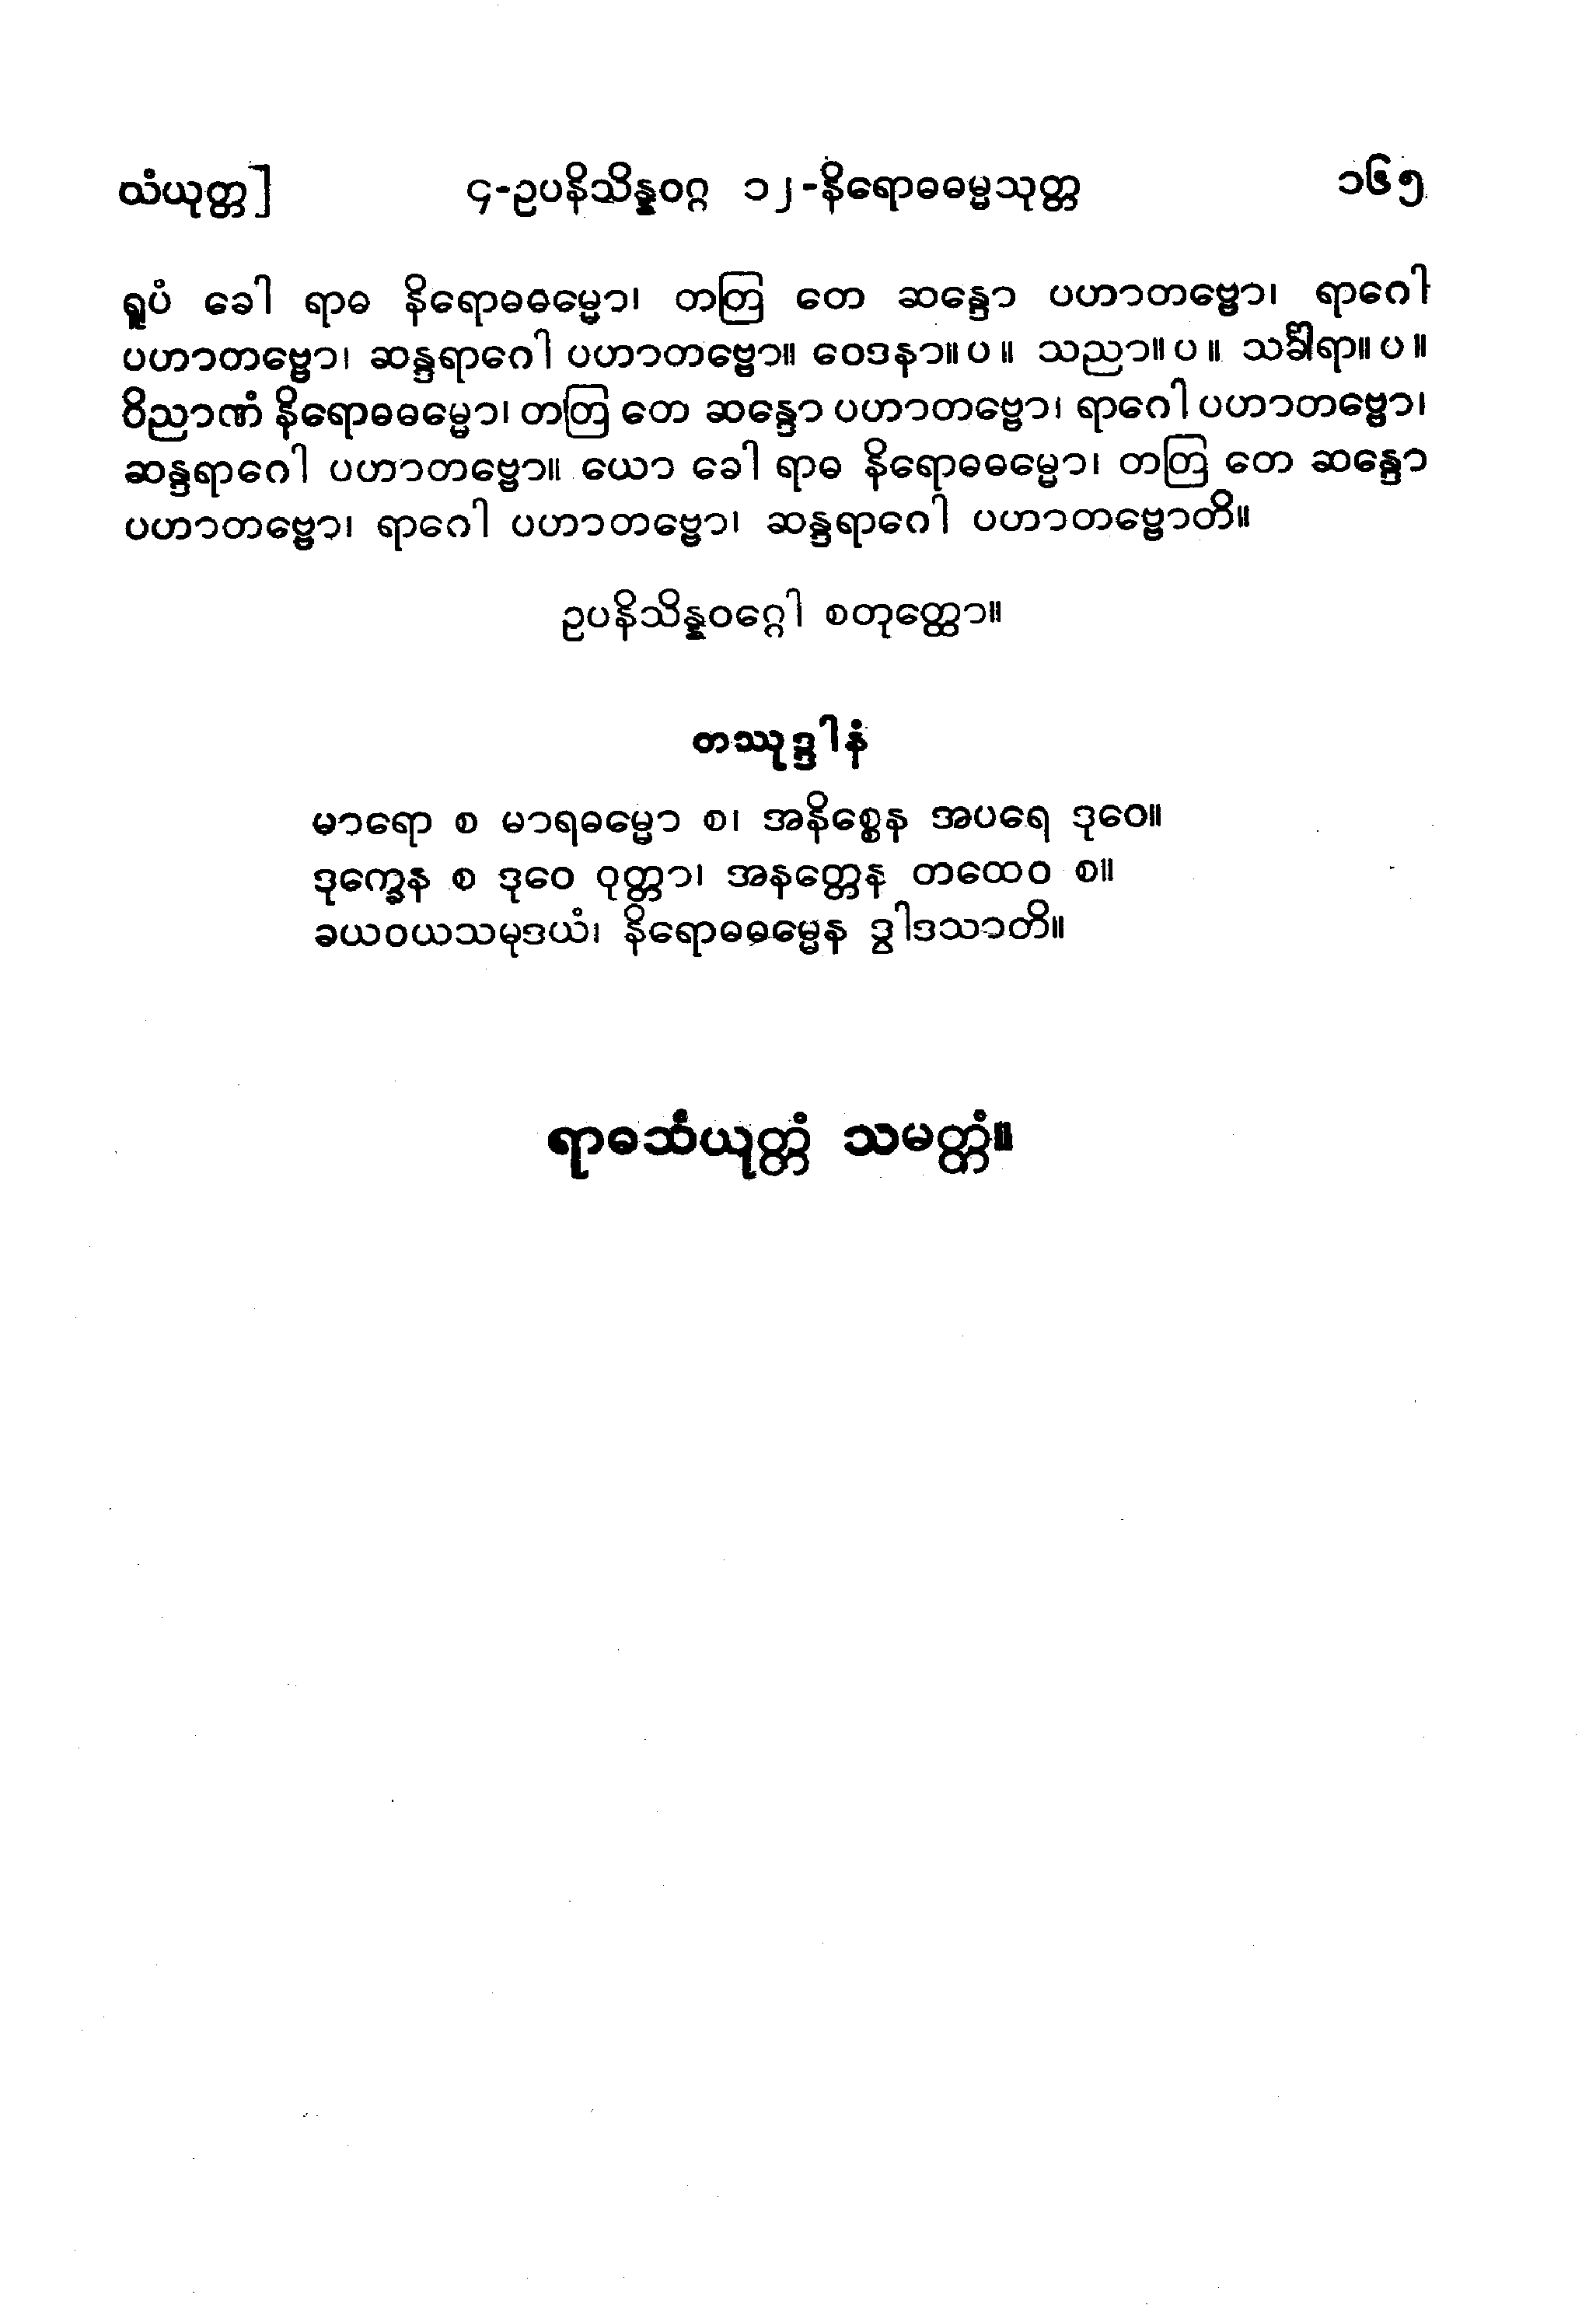 သံယုတ္တ] ၄-ဥပနိသိန္နဝဂ္ဂ ၁၂-နိရောဓဓမ္မသုတ္တ ၁၆၅
ရူပံ ခေါ ရာဓ နိရောဓဓမ္မော၊ တတြ တေ ဆန္ဒော ပဟာတဗ္ဗော၊ ရာဂေါ
ပဟာတဗ္ဗော၊ ဆန္ဒရာဂေါ ပဟာတဗ္ဗော။ ဝေဒနာ။ပ။ သညာ။ပ။ သင်္ခါရာ။ပ။
ဝိညာဏံ နိရောဓဓမ္မော၊ တတြ တေ ဆန္ဒော ပဟာတဗ္ဗော၊ ရာဂေါ ပဟာတဗ္ဗော၊
ဆန္ဒရာဂေါ ပဟာတဗ္ဗော။ ယော ခေါ ရာဓ နိရောဓဓမ္မော၊ တတြ တေ ဆန္ဒော
ပဟာတဗ္ဗော၊ ရာဂေါ ပဟာတဗ္ဗော၊ ဆန္ဒရာဂေါ ပဟာတဗ္ဗောတိ။
ဥပနိသိန္နဝဂ္ဂေါ စတုတ္ထော။
တဿုဒ္ဒါနံ
မာရော စ မာရဓမ္မော စ၊ အနိစ္စေန အပရေ ဒုဝေ။
ဒုက္ခေန စ ဒုဝေ ဝုတ္တာ၊ အနတ္တေန တထေဝ စ။
ခယဝယသမုဒယံ၊ နိရောဓဓမ္မေန ဒွါဒသာတိ။
ရာဓသံယုတ္တံ သမတ္တံ။